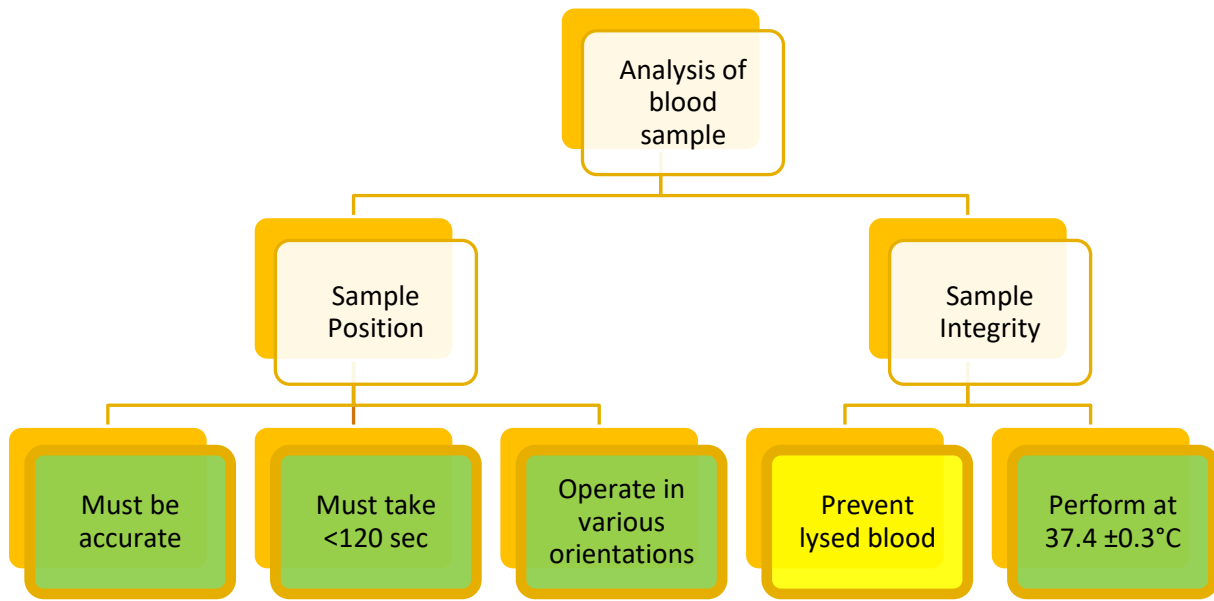 Analysis of
blood
sample
Sample
Position
Sample
Integrity
Must be
accurate
Must take
<120 sec
Operate in
various
orientations
Prevent
lysed blood
Perform at
37.4 ±0.3°C